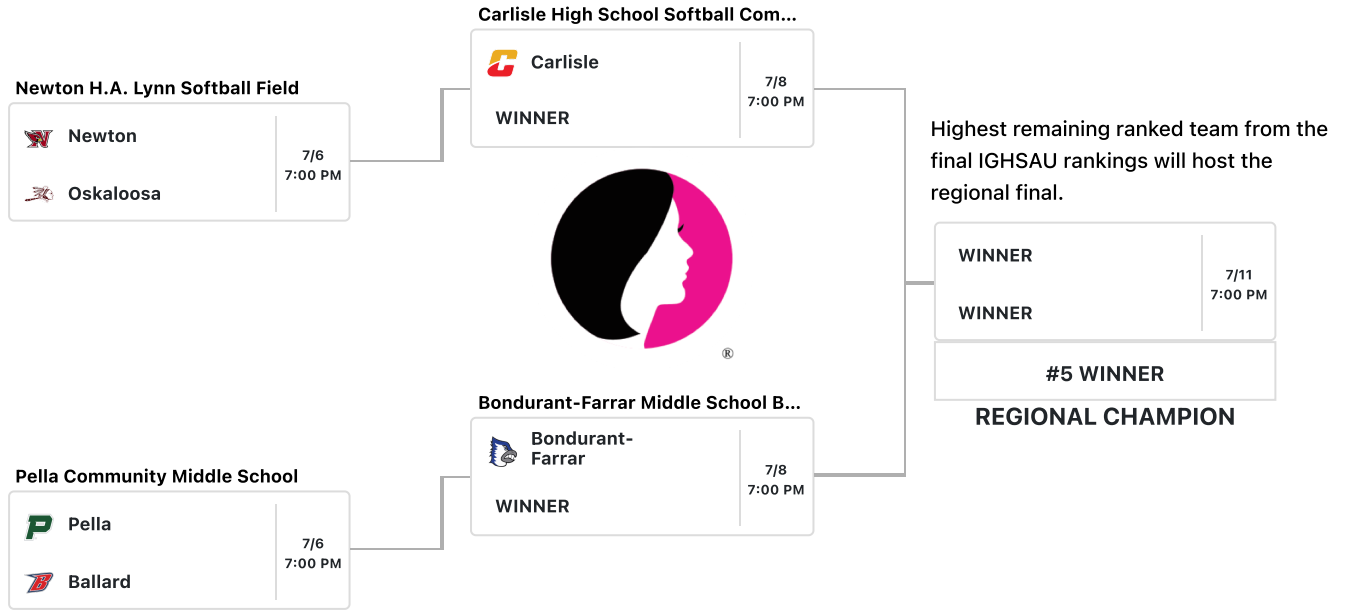 Carlisle High School Softball Com...
Carlisle
WINNER
7/8
7:00 PM
Newton H.A. Lynn Softball Field
Newton
Oskaloosa
7/6
7:00 PM
Highest remaining ranked team from the
final IGHSAU rankings will host the
regional final.
WINNER
WINNER
7/11
7:00 PM
#5 WINNER
REGIONAL CHAMPION
®
Bondurant-Farrar Middle School B...
Bondurant-
Farrar
WINNER
7/8
7:00 PM
Pella Community Middle School
Pella
Ballard
7/6
7:00 PM